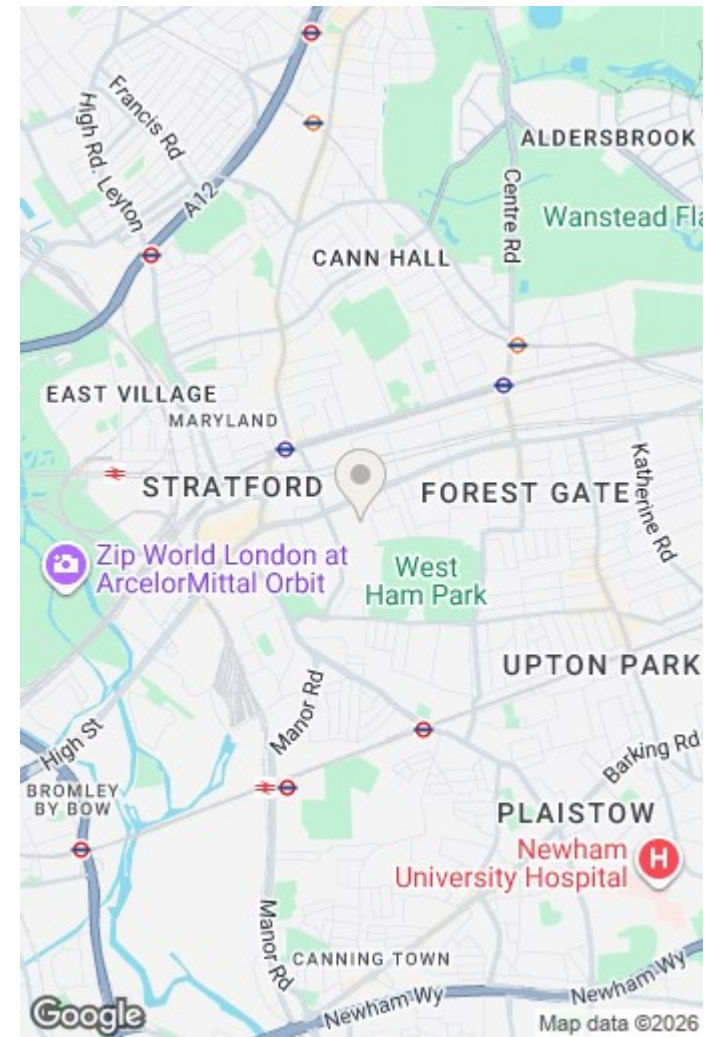 Francis Rd
High Rd. Leyton
A12
ALDERSBROOK
Centre Rd
Wanstead Fla
CANN HALL
EAST VILLAGE
MARYLAND
STRATFORD
FOREST GATE
Katherine Rd
Zip World London at
ArcelorMittal Orbit
West
Ham Park
UPTON PARK
Manor Rd
High St
Barking Rd
BROMLEY
BY BOW
PLAISTOW
Newham
University Hospital
H
Manor Rd
CANNING TOWN
Newham Wy
Newham Wy
Google
Map data ©2026